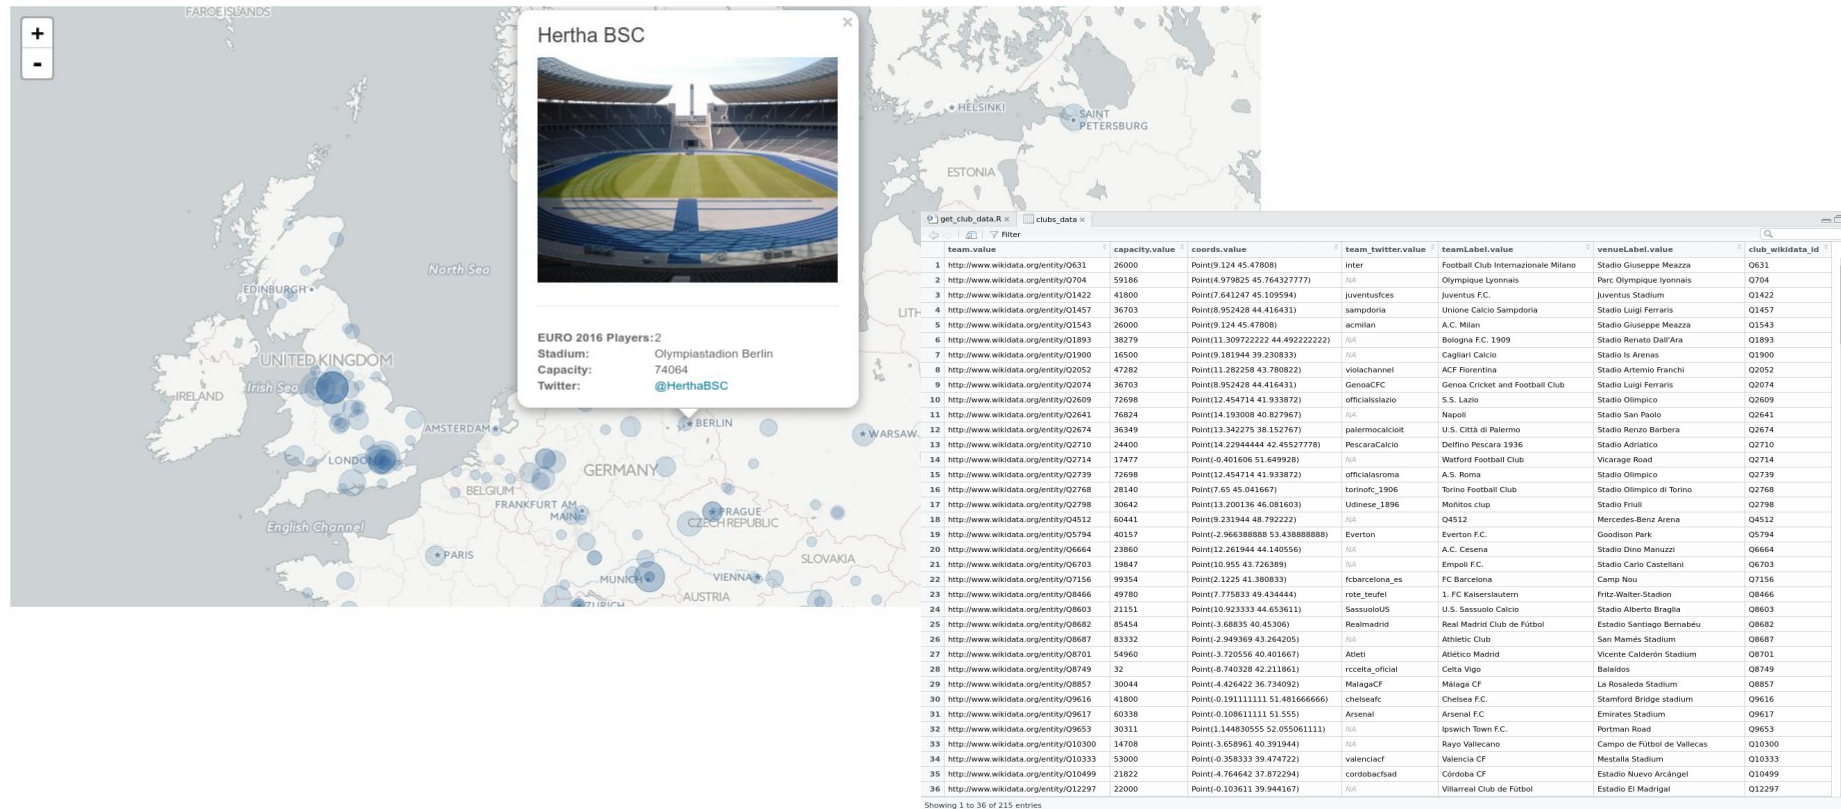 FAROE ISLANDS
+
-
Hertha BSC
×
EURO 2016 Players:2
Stadium: Olympiastadion Berlin
Capacity: 74064
Twitter: @HerthaBSC
HELSINKI
SAINT PETERSBURG
ESTONIA
LITH
North Sea
EDINBURGH
UNITED KINGDOM
Irish Sea
IRELAND
AMSTERDAM
BERLIN
WARSAW
LONDON
GERMANY
BELGIUM
FRANKFURT AM MAIN
PRAGUE
CZECH REPUBLIC
English Channel
PARIS
SLOVAKIA
MUNICH
VIENNA
AUSTRIA
ZURICH
get_club_data.R × clubs_data ×
Filter
team.value capacity.value coords.value team_twitter.value teamLabel.value venueLabel.value club_wikidata_id
1 http://www.wikidata.org/entity/Q631 26000 Point(9.124 45.47808) inter Football Club Internazionale Milano Stadio Giuseppe Meazza Q631
2 http://www.wikidata.org/entity/Q704 59186 Point(4.979825 45.764327777) NA Olympique Lyonnais Parc Olympique lyonnais Q704
3 http://www.wikidata.org/entity/Q1422 41800 Point(7.641247 45.109594) juventusfces Juventus F.C. Juventus Stadium Q1422
4 http://www.wikidata.org/entity/Q1457 36703 Point(8.952428 44.416431) sampdoria Unione Calcio Sampdoria Stadio Luigi Ferraris Q1457
5 http://www.wikidata.org/entity/Q1543 26000 Point(9.124 45.47808) acmilan A.C. Milan Stadio Giuseppe Meazza Q1543
6 http://www.wikidata.org/entity/Q1893 38279 Point(11.309722222 44.492222222) NA Bologna F.C. 1909 Stadio Renato Dall'Ara Q1893
7 http://www.wikidata.org/entity/Q1900 16500 Point(9.181944 39.230833) NA Cagliari Calcio Stadio Is Arenas Q1900
8 http://www.wikidata.org/entity/Q2052 47282 Point(11.282258 43.780822) violachannel ACF Fiorentina Stadio Artemio Franchi Q2052
9 http://www.wikidata.org/entity/Q2074 36703 Point(8.952428 44.416431) GenoaCFC Genoa Cricket and Football Club Stadio Luigi Ferraris Q2074
10 http://www.wikidata.org/entity/Q2609 72698 Point(12.454714 41.933872) officialsslazio S.S. Lazio Stadio Olimpico Q2609
11 http://www.wikidata.org/entity/Q2641 76824 Point(14.193008 40.827967) NA Napoli Stadio San Paolo Q2641
12 http://www.wikidata.org/entity/Q2674 36349 Point(13.342275 38.152767) palermocalcioit U.S. Città di Palermo Stadio Renzo Barbera Q2674
13 http://www.wikidata.org/entity/Q2710 24400 Point(14.22944444 42.45527778) PescaraCalcio Delfino Pescara 1936 Stadio Adriatico Q2710
14 http://www.wikidata.org/entity/Q2714 17477 Point(-0.401606 51.649928) NA Watford Football Club Vicarage Road Q2714
15 http://www.wikidata.org/entity/Q2739 72698 Point(12.454714 41.933872) officialasroma A.S. Roma Stadio Olimpico Q2739
16 http://www.wikidata.org/entity/Q2768 28140 Point(7.65 45.041667) torinofc_1906 Torino Football Club Stadio Olimpico di Torino Q2768
17 http://www.wikidata.org/entity/Q2798 30642 Point(13.200136 46.081603) Udinese_1896 Moñitos clup Stadio Friuli Q2798
18 http://www.wikidata.org/entity/Q4512 60441 Point(9.231944 48.792222) NA Q4512 Mercedes-Benz Arena Q4512
19 http://www.wikidata.org/entity/Q5794 40157 Point(-2.966388888 53.438888888) Everton Everton F.C. Goodison Park Q5794
20 http://www.wikidata.org/entity/Q6664 23860 Point(12.261944 44.140556) NA A.C. Cesena Stadio Dino Manuzzi Q6664
21 http://www.wikidata.org/entity/Q6703 19847 Point(10.955 43.726389) NA Empoli F.C. Stadio Carlo Castellani Q6703
22 http://www.wikidata.org/entity/Q7156 99354 Point(2.1225 41.380833) fcbarcelona_es FC Barcelona Camp Nou Q7156
23 http://www.wikidata.org/entity/Q8466 49780 Point(7.775833 49.434444) rote_teufel 1. FC Kaiserslautern Fritz-Walter-Stadion Q8466
24 http://www.wikidata.org/entity/Q8603 21151 Point(10.923333 44.653611) SassuoloUS U.S. Sassuolo Calcio Stadio Alberto Braglia Q8603
25 http://www.wikidata.org/entity/Q8682 85454 Point(-3.68835 40.45306) Realmadrid Real Madrid Club de Fútbol Estadio Santiago Bernabéu Q8682
26 http://www.wikidata.org/entity/Q8687 83332 Point(-2.949369 43.264205) NA Athletic Club San Mamés Stadium Q8687
27 http://www.wikidata.org/entity/Q8701 54960 Point(-3.720556 40.401667) Atleti Atlético Madrid Vicente Calderón Stadium Q8701
28 http://www.wikidata.org/entity/Q8749 32 Point(-8.740328 42.211861) rccelta_oficial Celta Vigo Balaídos Q8749
29 http://www.wikidata.org/entity/Q8857 30044 Point(-4.426422 36.734092) MalagaCF Málaga CF La Rosaleda Stadium Q8857
30 http://www.wikidata.org/entity/Q9616 41800 Point(-0.191111111 51.481666666) chelseafc Chelsea F.C. Stamford Bridge stadium Q9616
31 http://www.wikidata.org/entity/Q9617 60338 Point(-0.108611111 51.555) Arsenal Arsenal F.C Emirates Stadium Q9617
32 http://www.wikidata.org/entity/Q9653 30311 Point(1.144830555 52.055061111) NA Ipswich Town F.C. Portman Road Q9653
33 http://www.wikidata.org/entity/Q10300 14708 Point(-3.658961 40.391944) NA Rayo Vallecano Campo de Fútbol de Vallecas Q10300
34 http://www.wikidata.org/entity/Q10333 53000 Point(-0.358333 39.474722) valenciacf Valencia CF Mestalla Stadium Q10333
35 http://www.wikidata.org/entity/Q10499 21822 Point(-4.764642 37.872294) cordobacfsad Córdoba CF Estadio Nuevo Arcángel Q10499
36 http://www.wikidata.org/entity/Q12297 22000 Point(-0.103611 39.944167) NA Villarreal Club de Fútbol Estadio El Madrigal Q12297
Showing 1 to 36 of 215 entries